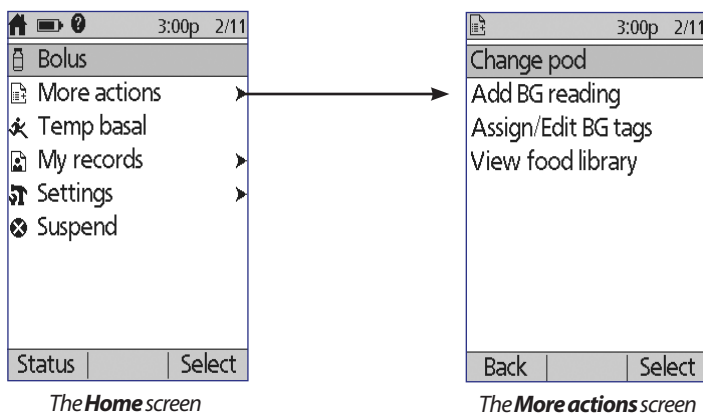 3:00p 2/11
Bolus
More actions
Temp basal
My records
Settings
Suspend
Status Select
The Home screen
3:00p 2/11
Change pod
Add BG reading
Assign/Edit BG tags
View food library
Back Select
The More actions screen